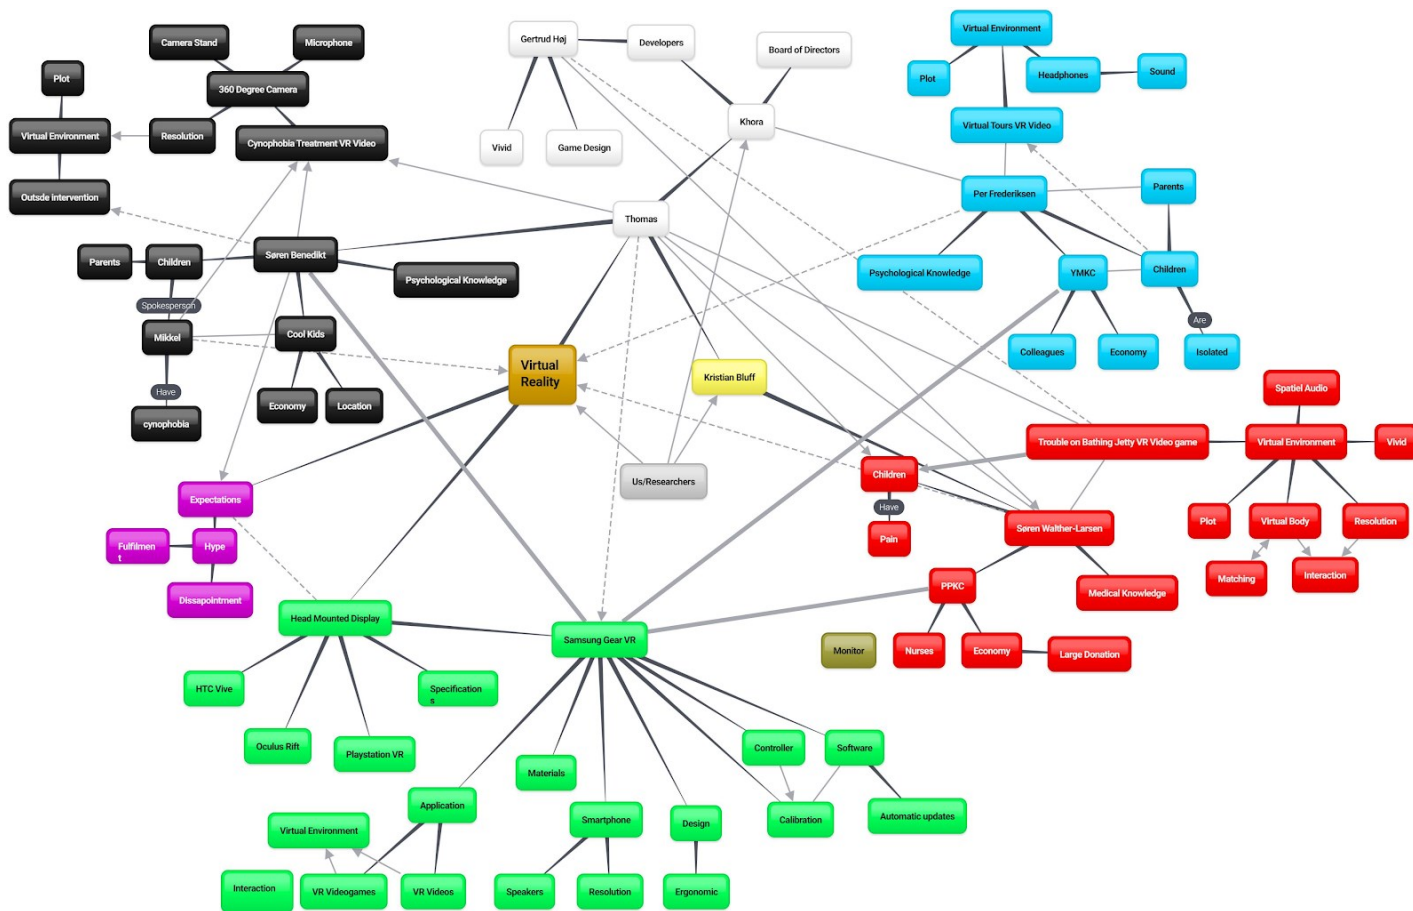 Camera Stand
Microphone
Plot
360 Degree Camera
Virtual Environment
Resolution
Cynophobia Treatment VR Video
Outsde intervention
Parents
Children
Søren Benedikt
Psychological Knowledge
Spokesperson
Mikkel
Cool Kids
Have
cynophobia
Economy
Location
Gertrud Høj
Developers
Board of Directors
Khora
Vivid
Game Design
Thomas
Virtual
Reality
Kristian Bluff
Us/Researchers
Virtual Environment
Plot
Headphones
Sound
Virtual Tours VR Video
Per Frederiksen
Parents
Psychological Knowledge
YMKC
Children
Are
Colleagues
Economy
Isolated
Spatiel Audio
Trouble on Bathing Jetty VR Video game
Virtual Environment
Vivid
Children
Have
Pain
Søren Walther-Larsen
Plot
Virtual Body
Resolution
Matching
Interaction
PPKC
Medical Knowledge
Nurses
Economy
Large Donation
Monitor
Expectations
Fulfilmen
t
Hype
Dissapointment
Head Mounted Display
Samsung Gear VR
HTC Vive
Specification
s
Oculus Rift
Playstation VR
Materials
Controller
Software
Application
Smartphone
Design
Calibration
Automatic updates
Virtual Environment
Interaction
VR Videogames
VR Videos
Speakers
Resolution
Ergonomic